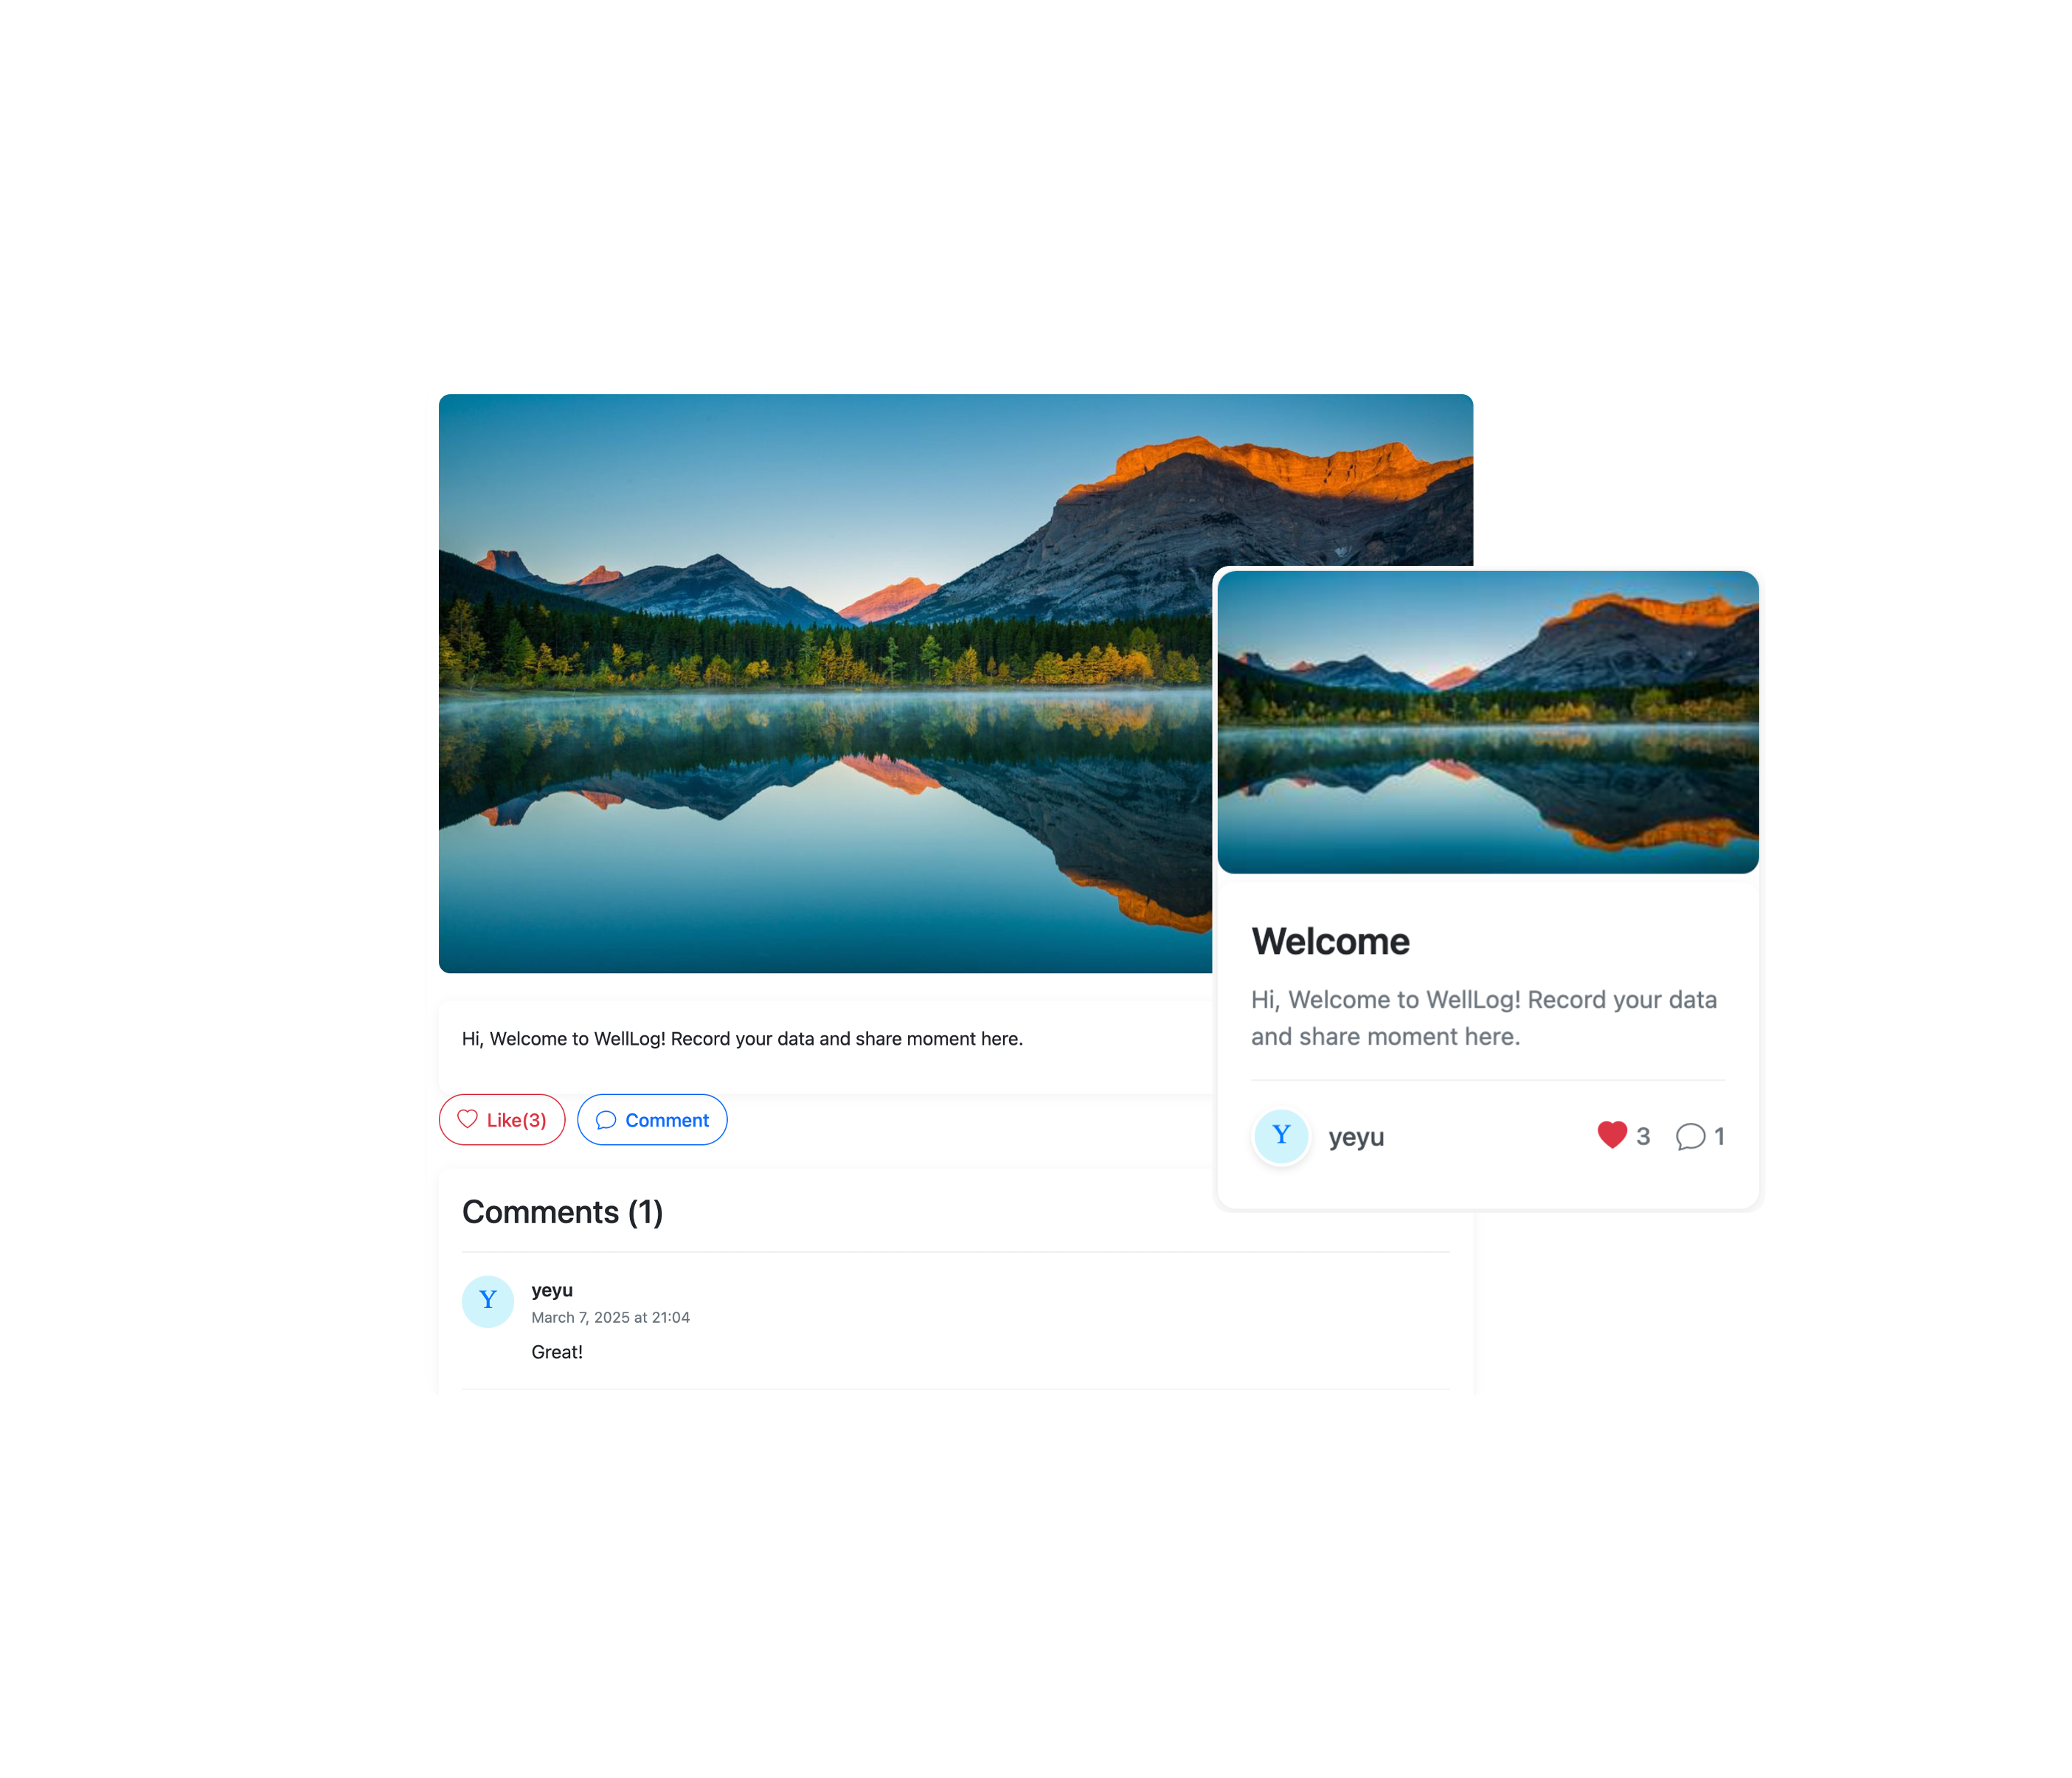 Hi, Welcome to WellLog! Record your data and share moment here.
Like(3)
Comment
Comments (1)
Y
yeyu
March 7, 2025 at 21:04
Great!
Welcome
Hi, Welcome to WellLog! Record your data
and share moment here.
Y
yeyu
3
1